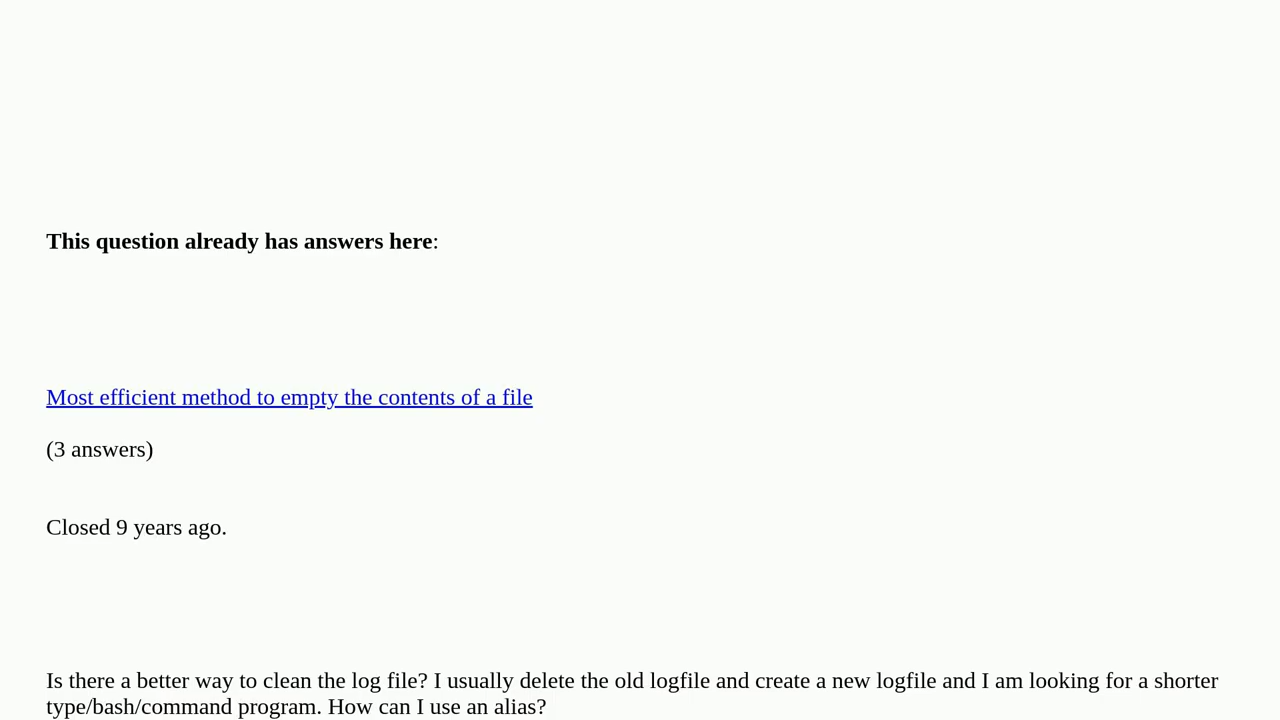 This question already has answers here:
Most efficient method to empty the contents of a file
(3 answers)
Closed 9 years ago.
Is there a better way to clean the log file? I usually delete the old logfile and create a new logfile and I am looking for a shorter
type/bash/command program. How can I use an alias?